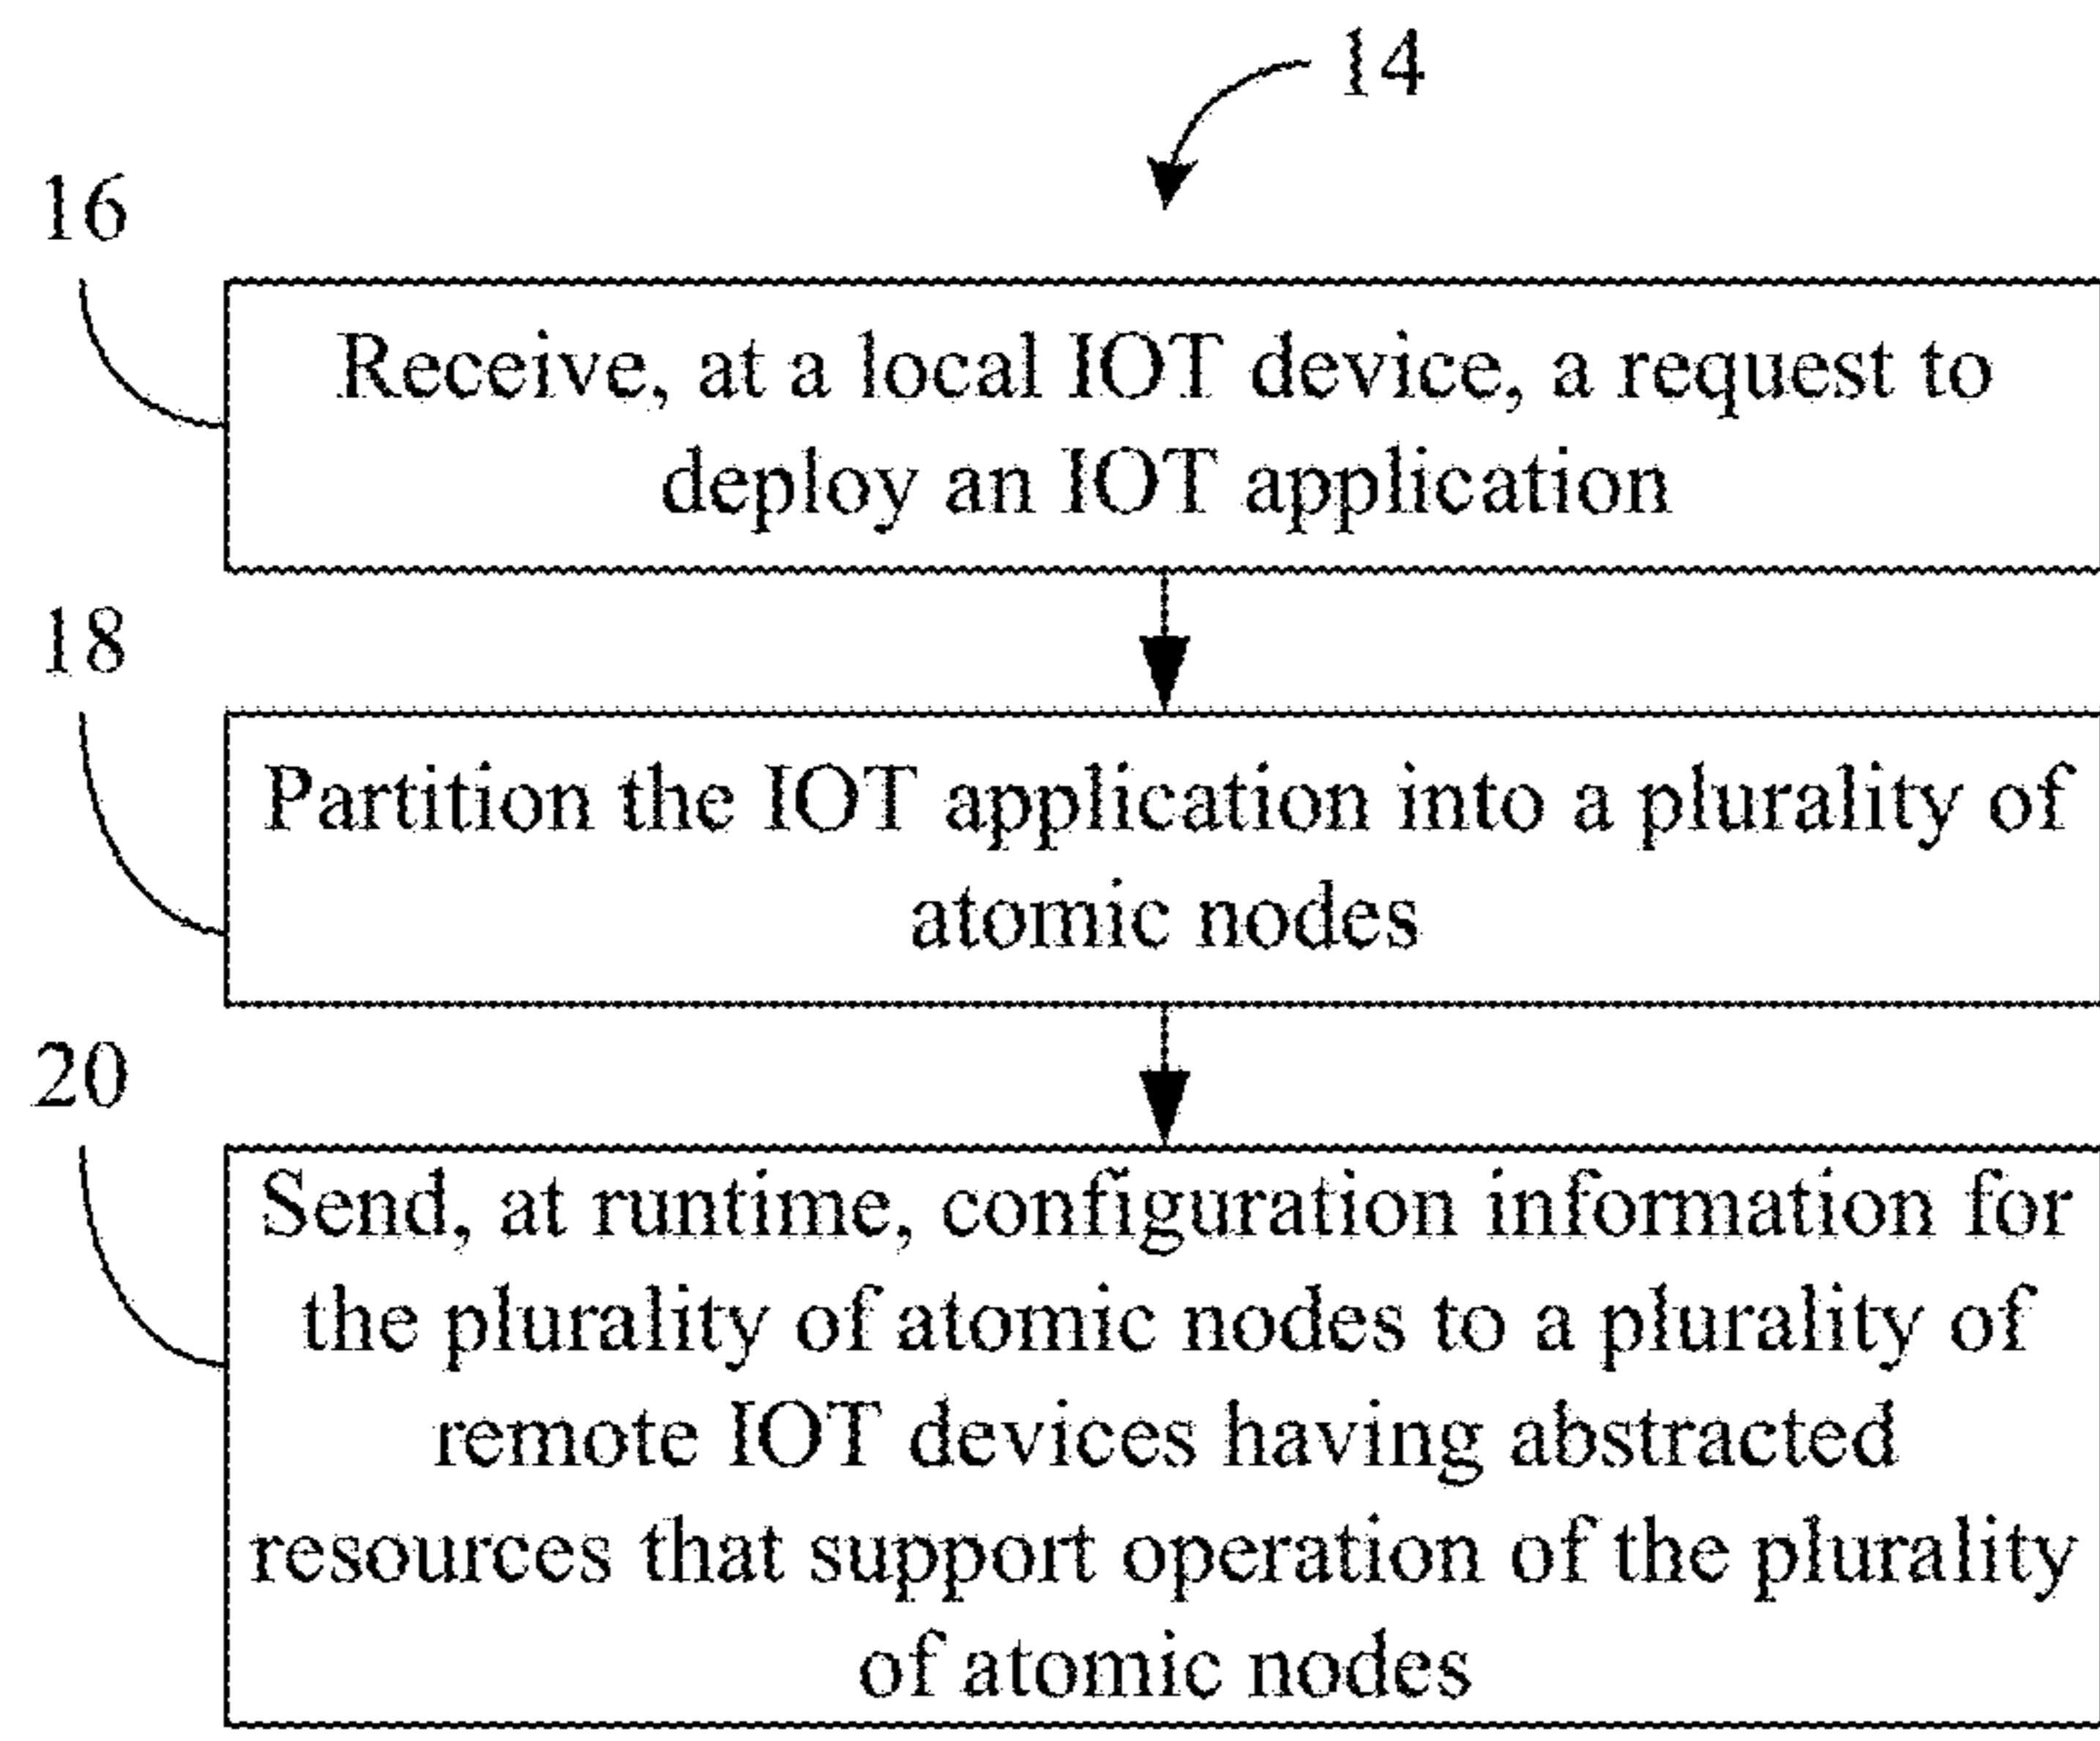 14
16
Receive, at a local IOT device, a request to
deploy an IOT application
18
Partition the IOT application into a plurality of
atomic nodes
20
Send, at runtime, configuration information for
the plurality of atomic nodes to a plurality of
remote IOT devices having abstracted
resources that support operation of the plurality
of atomic nodes